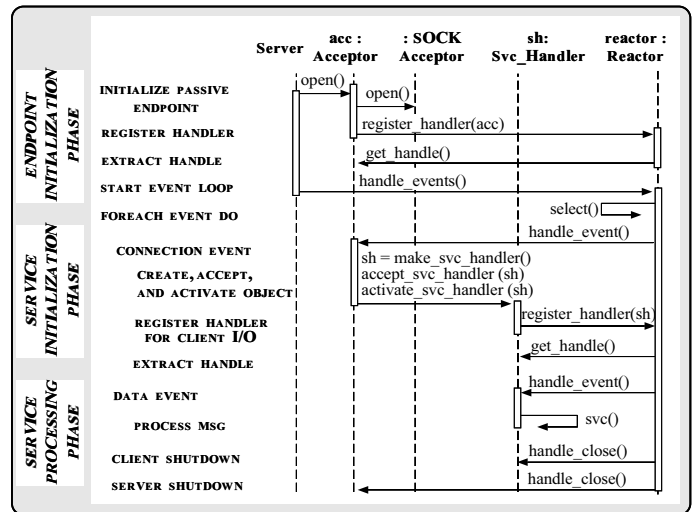 Server
acc :
Acceptor
: SOCK
Acceptor
sh:
Svc_Handler
reactor :
Reactor
ENDPOINT
INITIALIZATION
PHASE
INITIALIZE PASSIVE
ENDPOINT
open()
open()
REGISTER HANDLER
register_handler(acc)
EXTRACT HANDLE
get_handle()
START EVENT LOOP
handle_events()
FOREACH EVENT DO
select()
SERVICE
INITIALIZATION
PHASE
handle_event()
CONNECTION EVENT
CREATE, ACCEPT,
AND ACTIVATE OBJECT
sh = make_svc_handler()
accept_svc_handler (sh)
activate_svc_handler (sh)
REGISTER HANDLER
FOR CLIENT I/O
register_handler(sh)
get_handle()
EXTRACT HANDLE
SERVICE
PROCESSING
PHASE
handle_event()
DATA EVENT
PROCESS MSG
svc()
CLIENT SHUTDOWN
handle_close()
SERVER SHUTDOWN
handle_close()